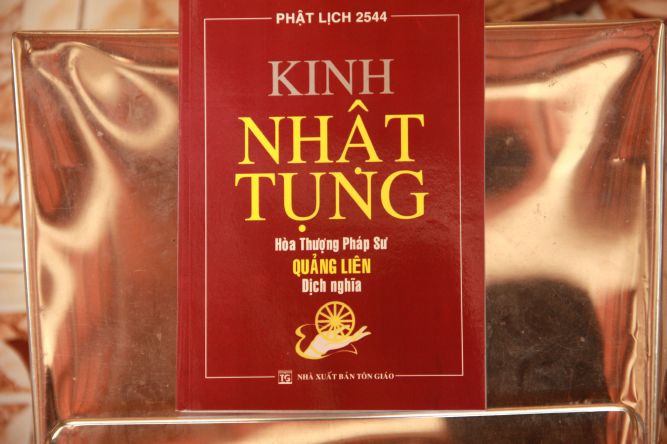 PHẬT LỊCH 2544
KINH
NHẬT
TỤNG
Hòa Thượng Pháp Sư
QUẢNG LIÊN
Dịch nghĩa
TG
NHÀ XUẤT BẢN TÔN GIÁO